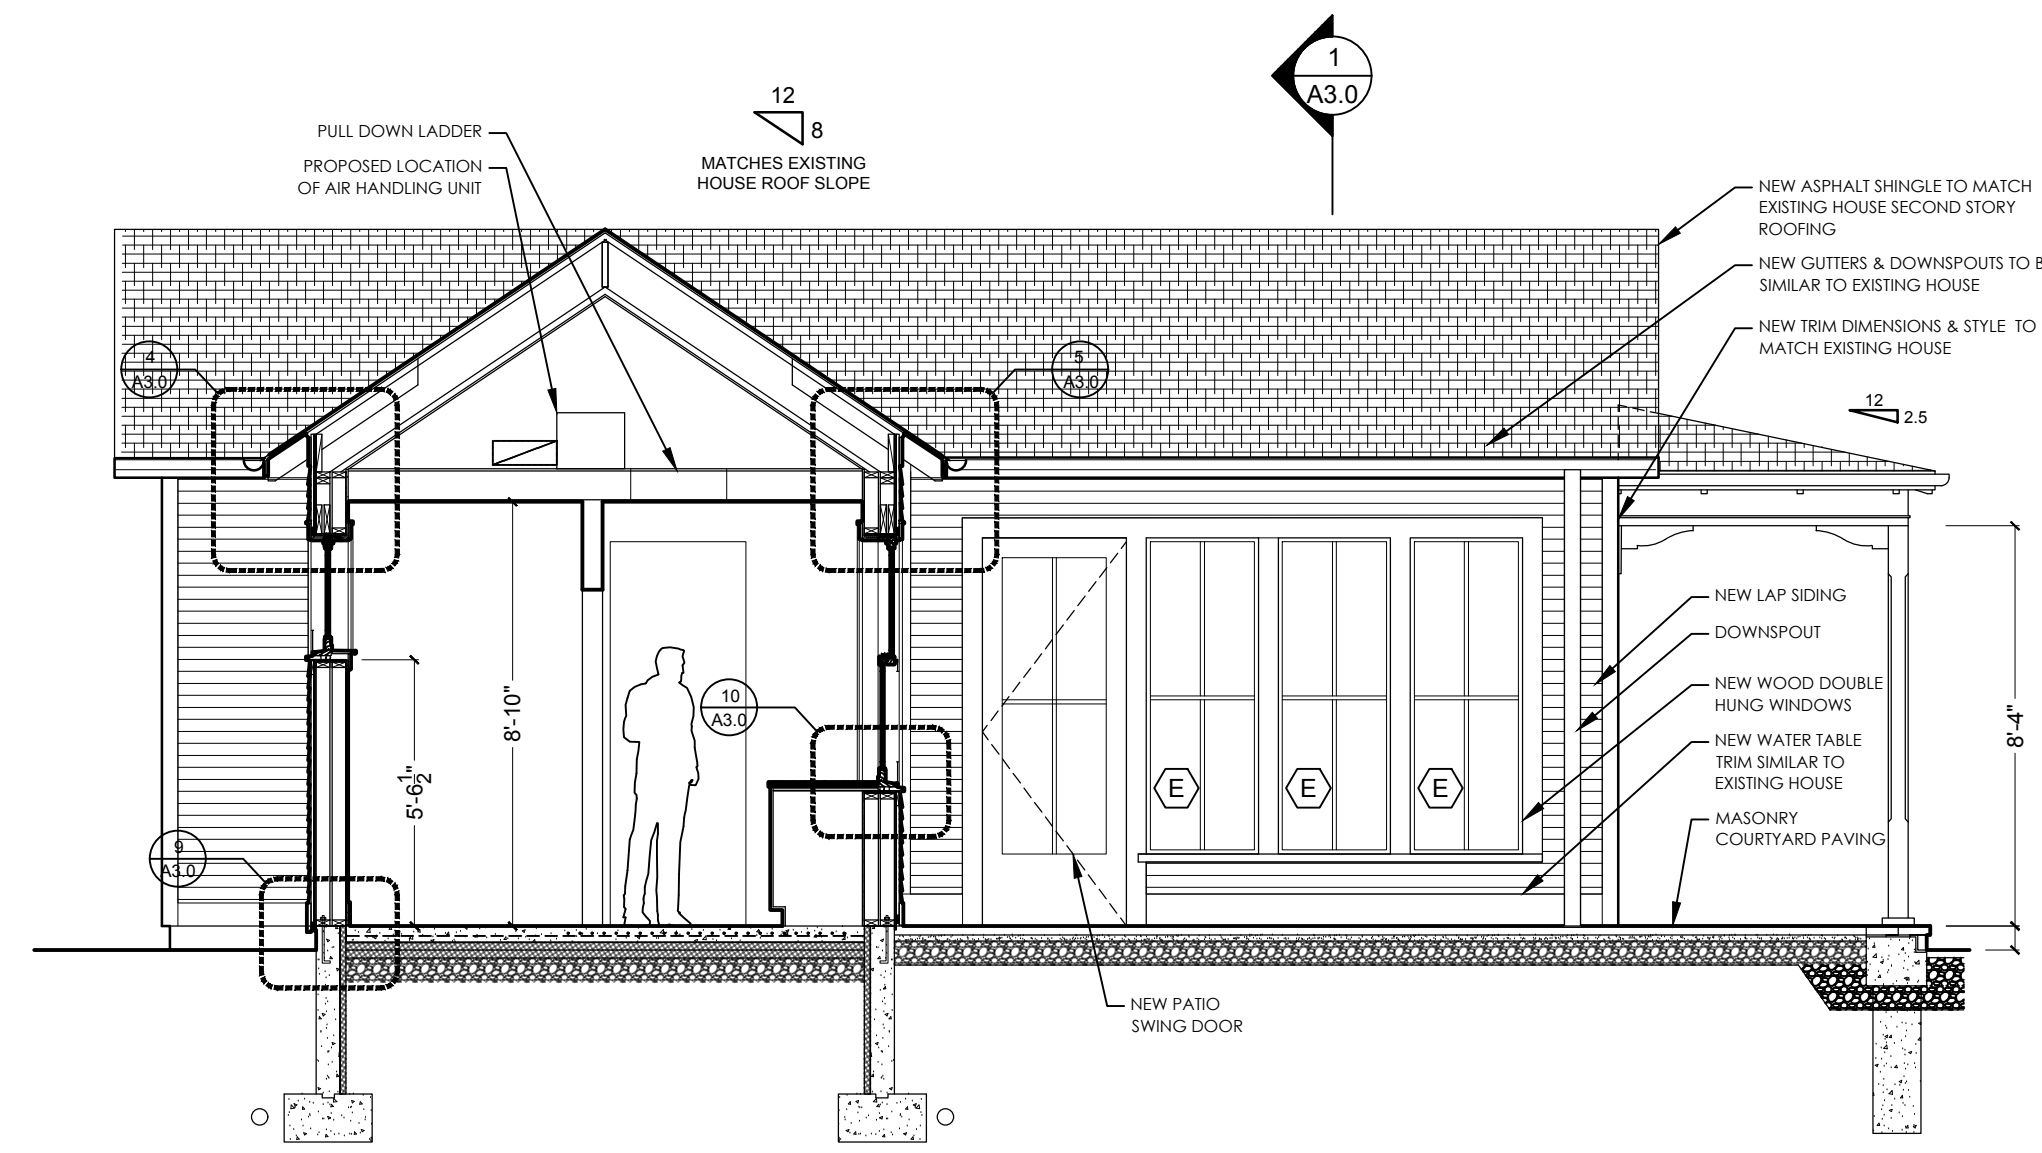 1
A3.0
12
8
MATCHES EXISTING
HOUSE ROOF SLOPE
PULL DOWN LADDER
PROPOSED LOCATION
OF AIR HANDLING UNIT
NEW ASPHALT SHINGLE TO MATCH
EXISTING HOUSE SECOND STORY
ROOFING
NEW GUTTERS & DOWNSPOUTS TO
SIMILAR TO EXISTING HOUSE
NEW TRIM DIMENSIONS & STYLE TO
MATCH EXISTING HOUSE
4
A3.0
5
A3.0
12
2.5
NEW LAP SIDING
DOWNSPOUT
NEW WOOD DOUBLE
HUNG WINDOWS
NEW WATER TABLE
TRIM SIMILAR TO
EXISTING HOUSE
MASONRY
COURTYARD PAVING
8'-4"
10
A3.0
8'-10"
5'-6 1/2"
E
E
E
9
A3.0
NEW PATIO
SWING DOOR